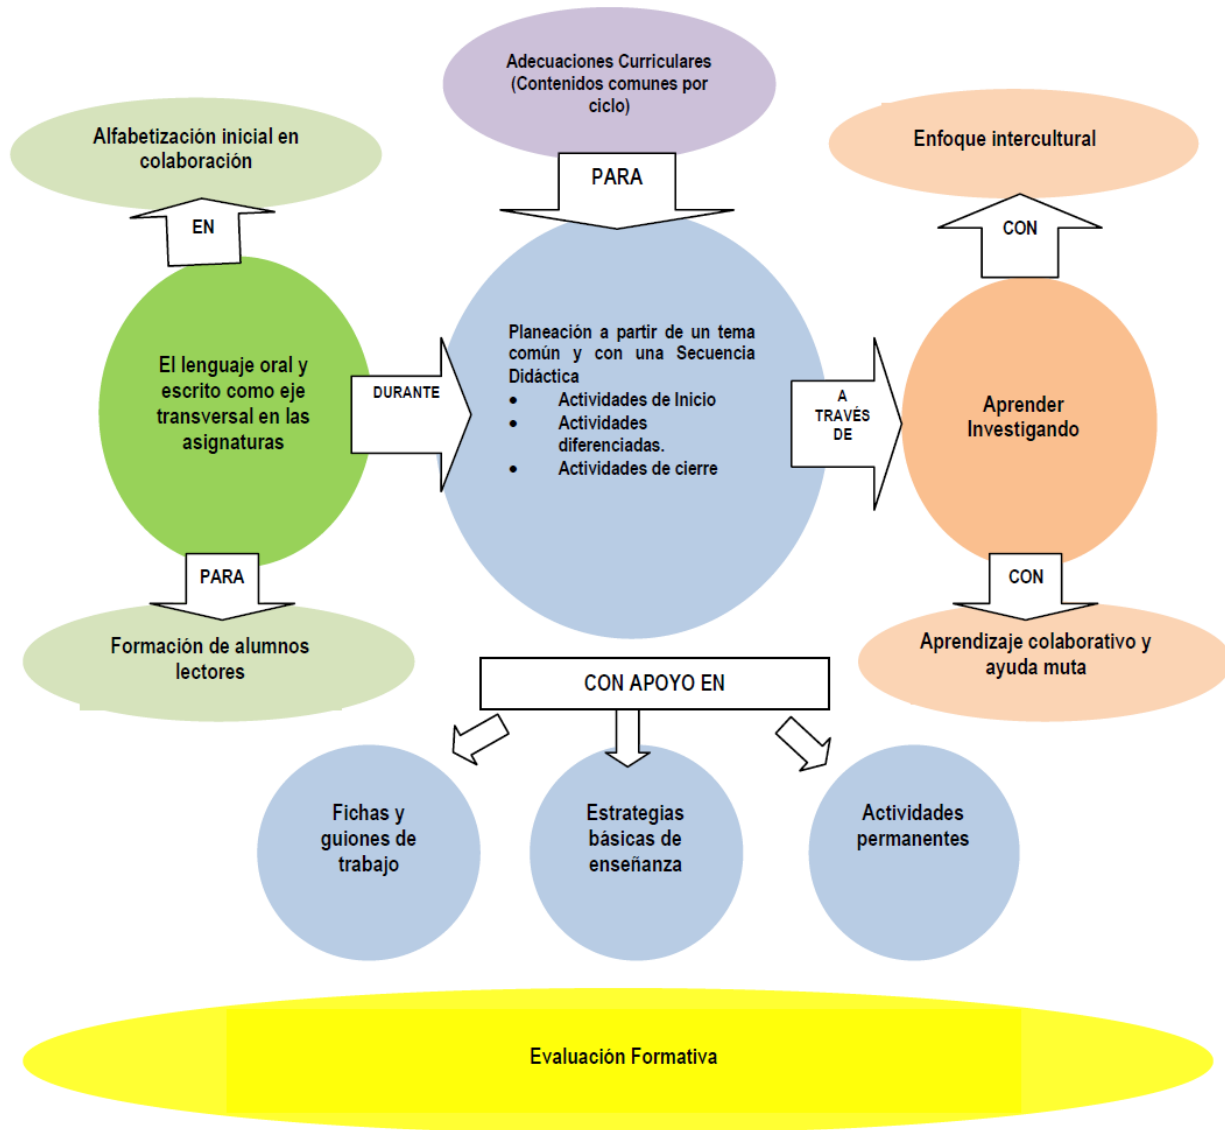 Adecuaciones Curriculares
(Contenidos comunes por
ciclo)
Alfabetización inicial en
colaboración
Enfoque intercultural
PARA
EN
CON
El lenguaje oral y
escrito como eje
transversal en las
asignaturas
DURANTE
Planeación a partir de un tema
común y con una Secuencia
Didáctica
• Actividades de Inicio
• Actividades
diferenciadas.
• Actividades de cierre
A
TRAVÉS
DE
Aprender
Investigando
PARA
CON
Formación de alumnos
lectores
Aprendizaje colaborativo y
ayuda muta
CON APOYO EN
Fichas y
guiones de
trabajo
Estrategias
básicas de
enseñanza
Actividades
permanentes
Evaluación Formativa